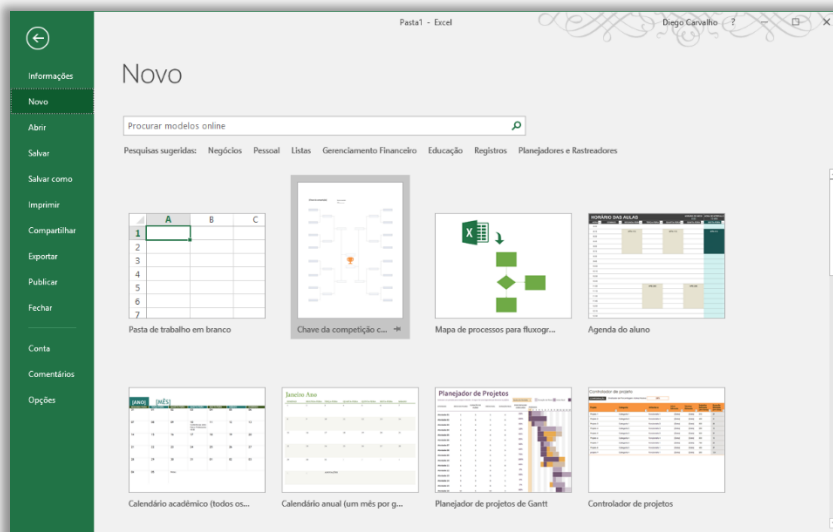 Pasta1 - Excel
Diego Carvalho ?
Informações
Novo
Abrir
Salvar
Salvar como
Imprimir
Compartilhar
Exportar
Publicar
Fechar
Conta
Comentários
Opções
Novo
Procurar modelos online
Pesquisas sugeridas: Negócios Pessoal Listas Gerenciamento Financeiro Educação Registros Planejadores e Rastreadores
A B C
1
2
3
4
5
6
7
Pasta de trabalho em branco
Chave da competição c...
Mapa de processos para fluxogr...
HORÁRIO DAS AULAS
Agenda do aluno
[ANO] [MÊS]
Calendário acadêmico (todos os...
Janeiro Ano
Calendário anual (um mês por g...
Planejador de Projetos
Planejador de projetos de Gantt
Controlador de projeto
Controlador de projetos